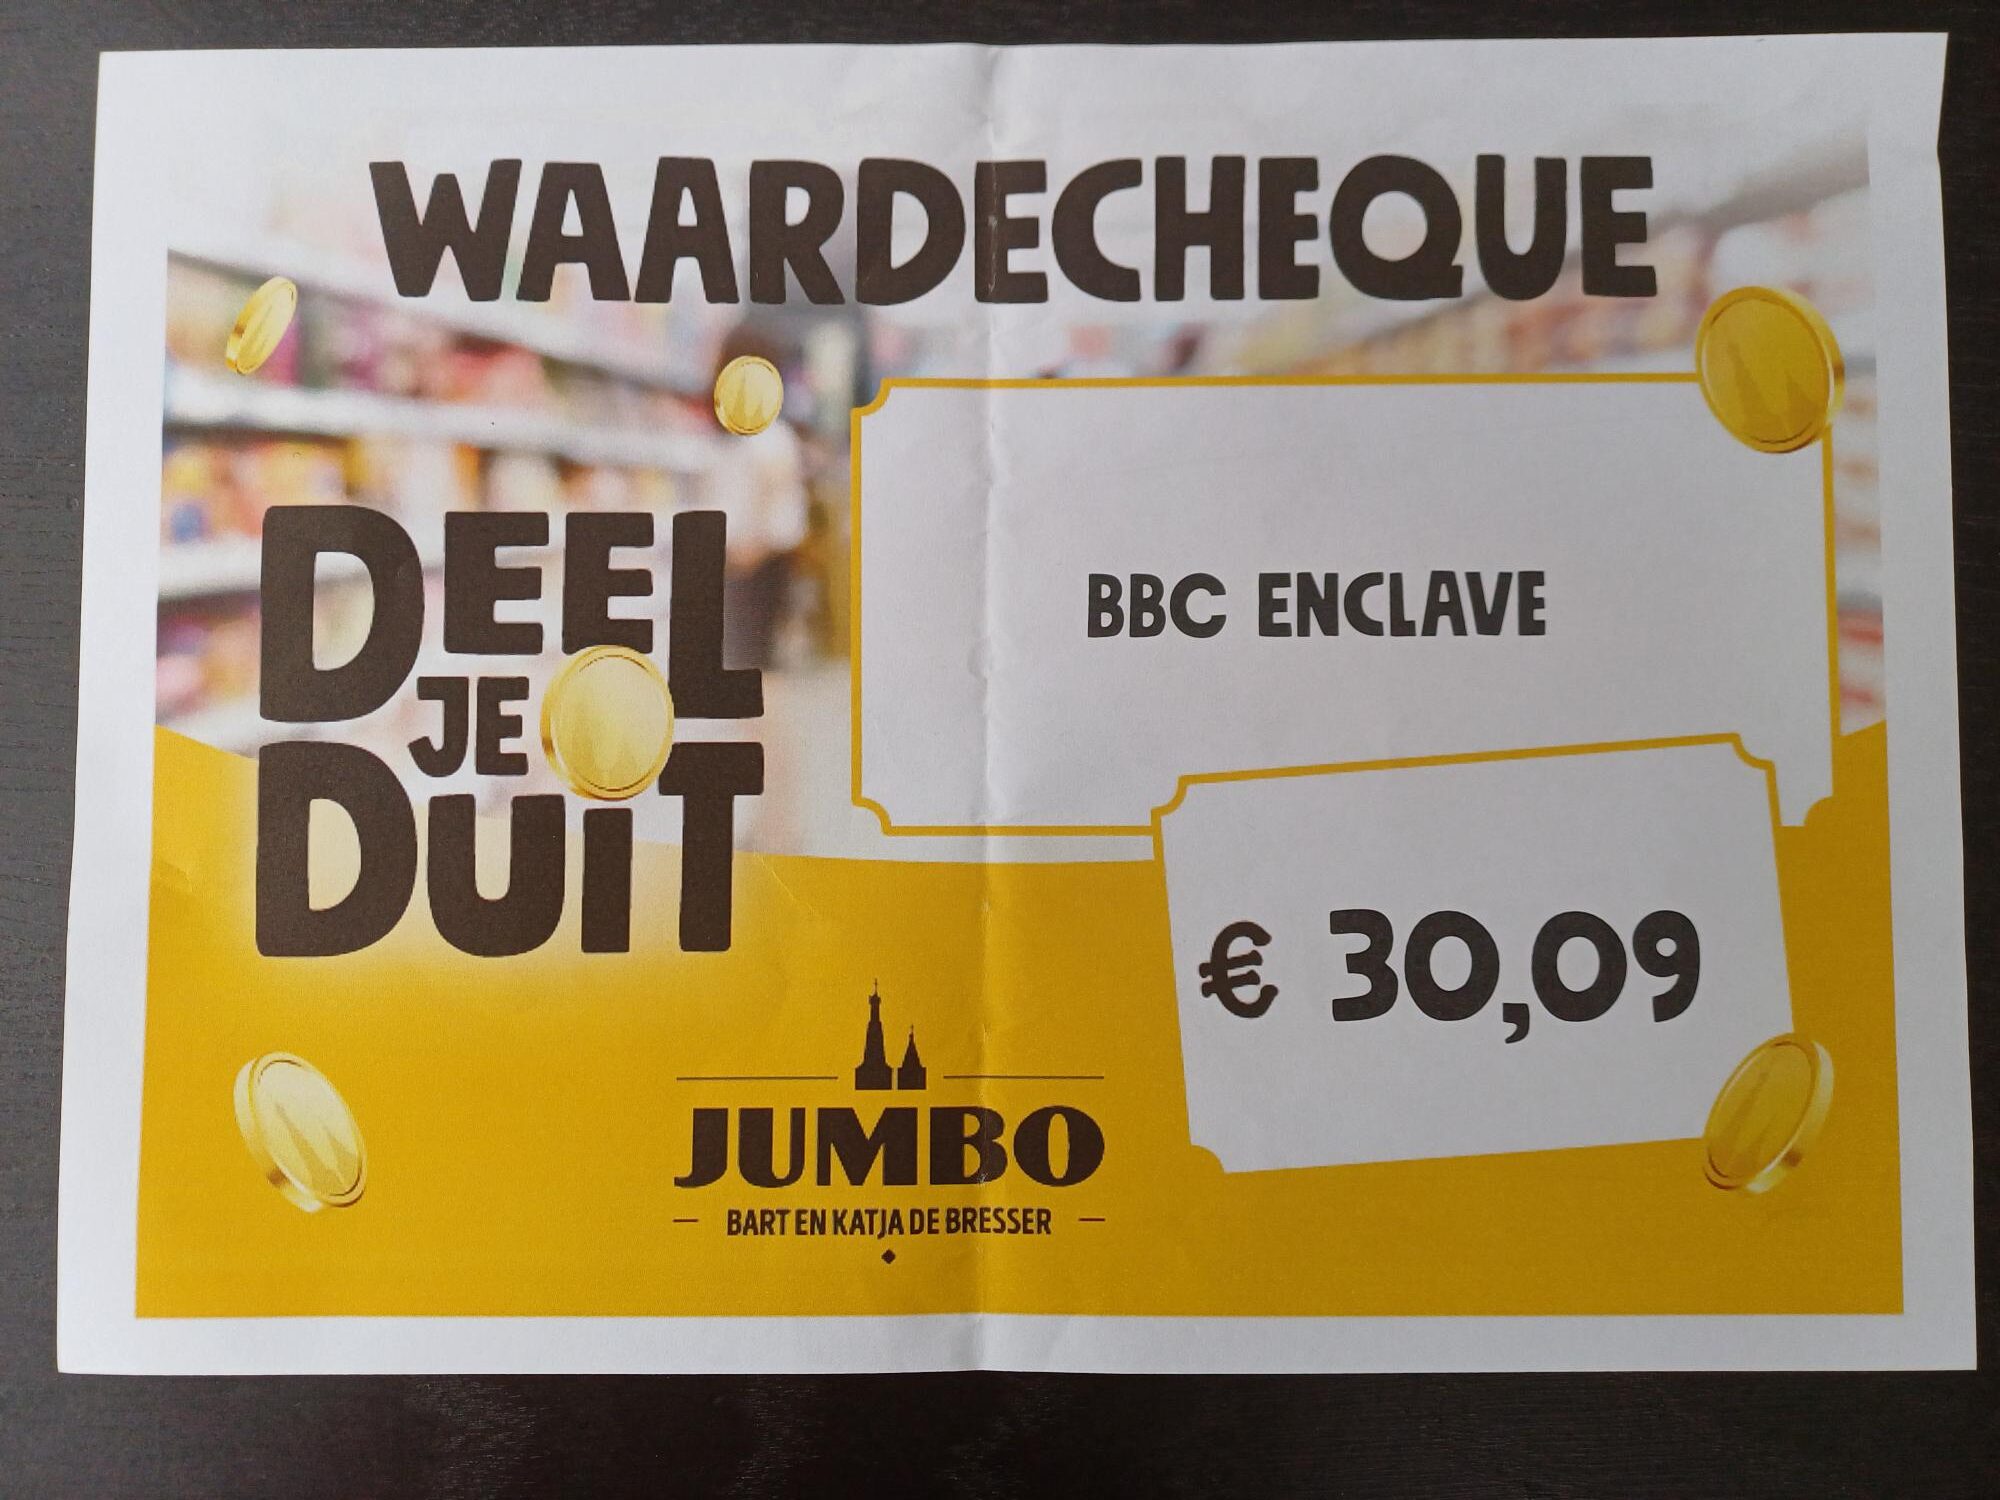 WAARDECHEQUE
DEEL
JE
DUIT
BBC ENCLAVE
€ 30,09
JUMBO
BART EN KATJA DE BRESSER